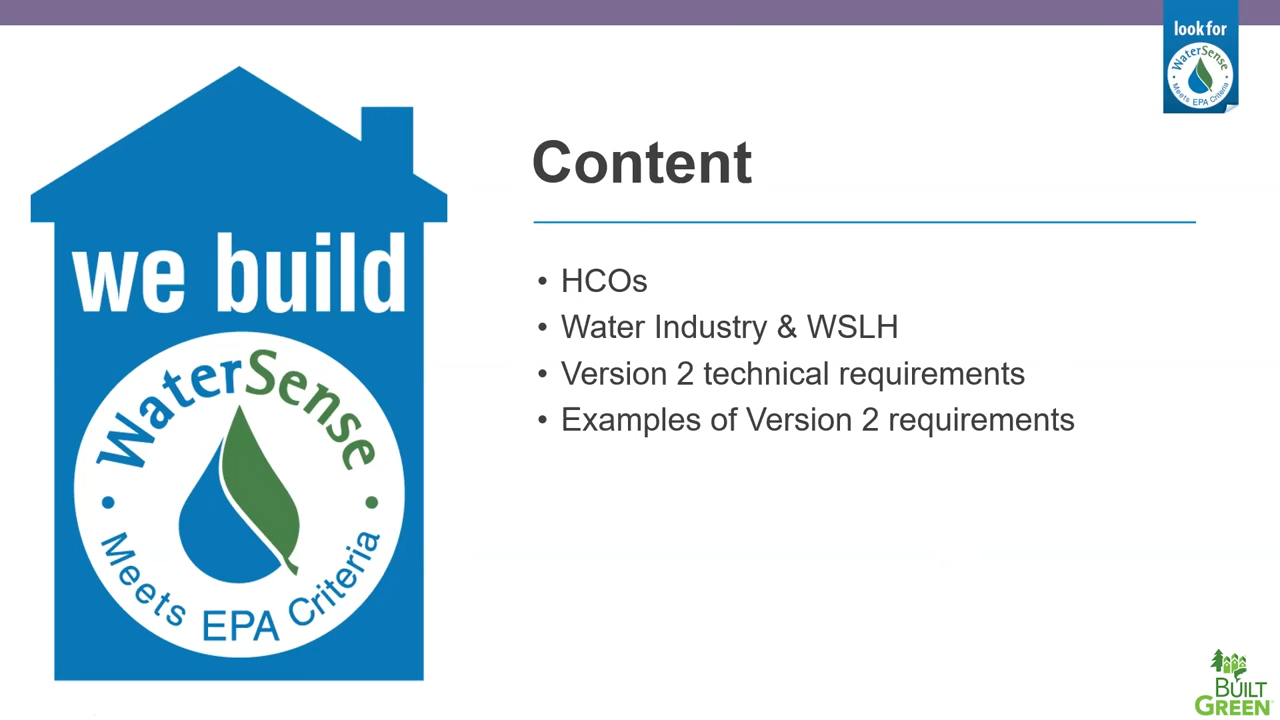 look for
WaterSense
Meets EPA Criteria
we build
WaterSense
Meets EPA Criteria
Content
• HCOs
• Water Industry & WSLH
• Version 2 technical requirements
• Examples of Version 2 requirements
BUILT
GREEN